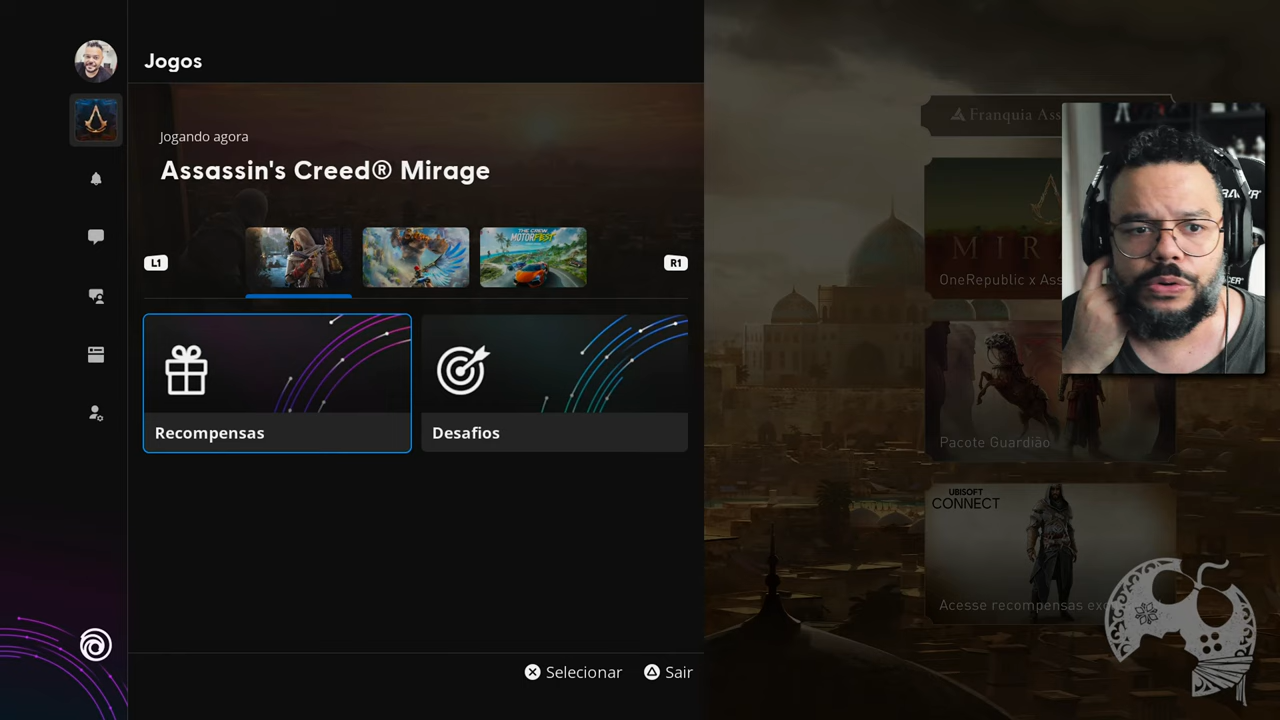 Jogos
Jogando agora
Assassin's Creed® Mirage
L1
THE CREW
MOTORFEST
R1
Recompensas
Desafios
Selecionar
Sair
Franquia
MIR
OneRepublic x
Pacote Guardião
UBISOFT
CONNECT
Acesse recompensas